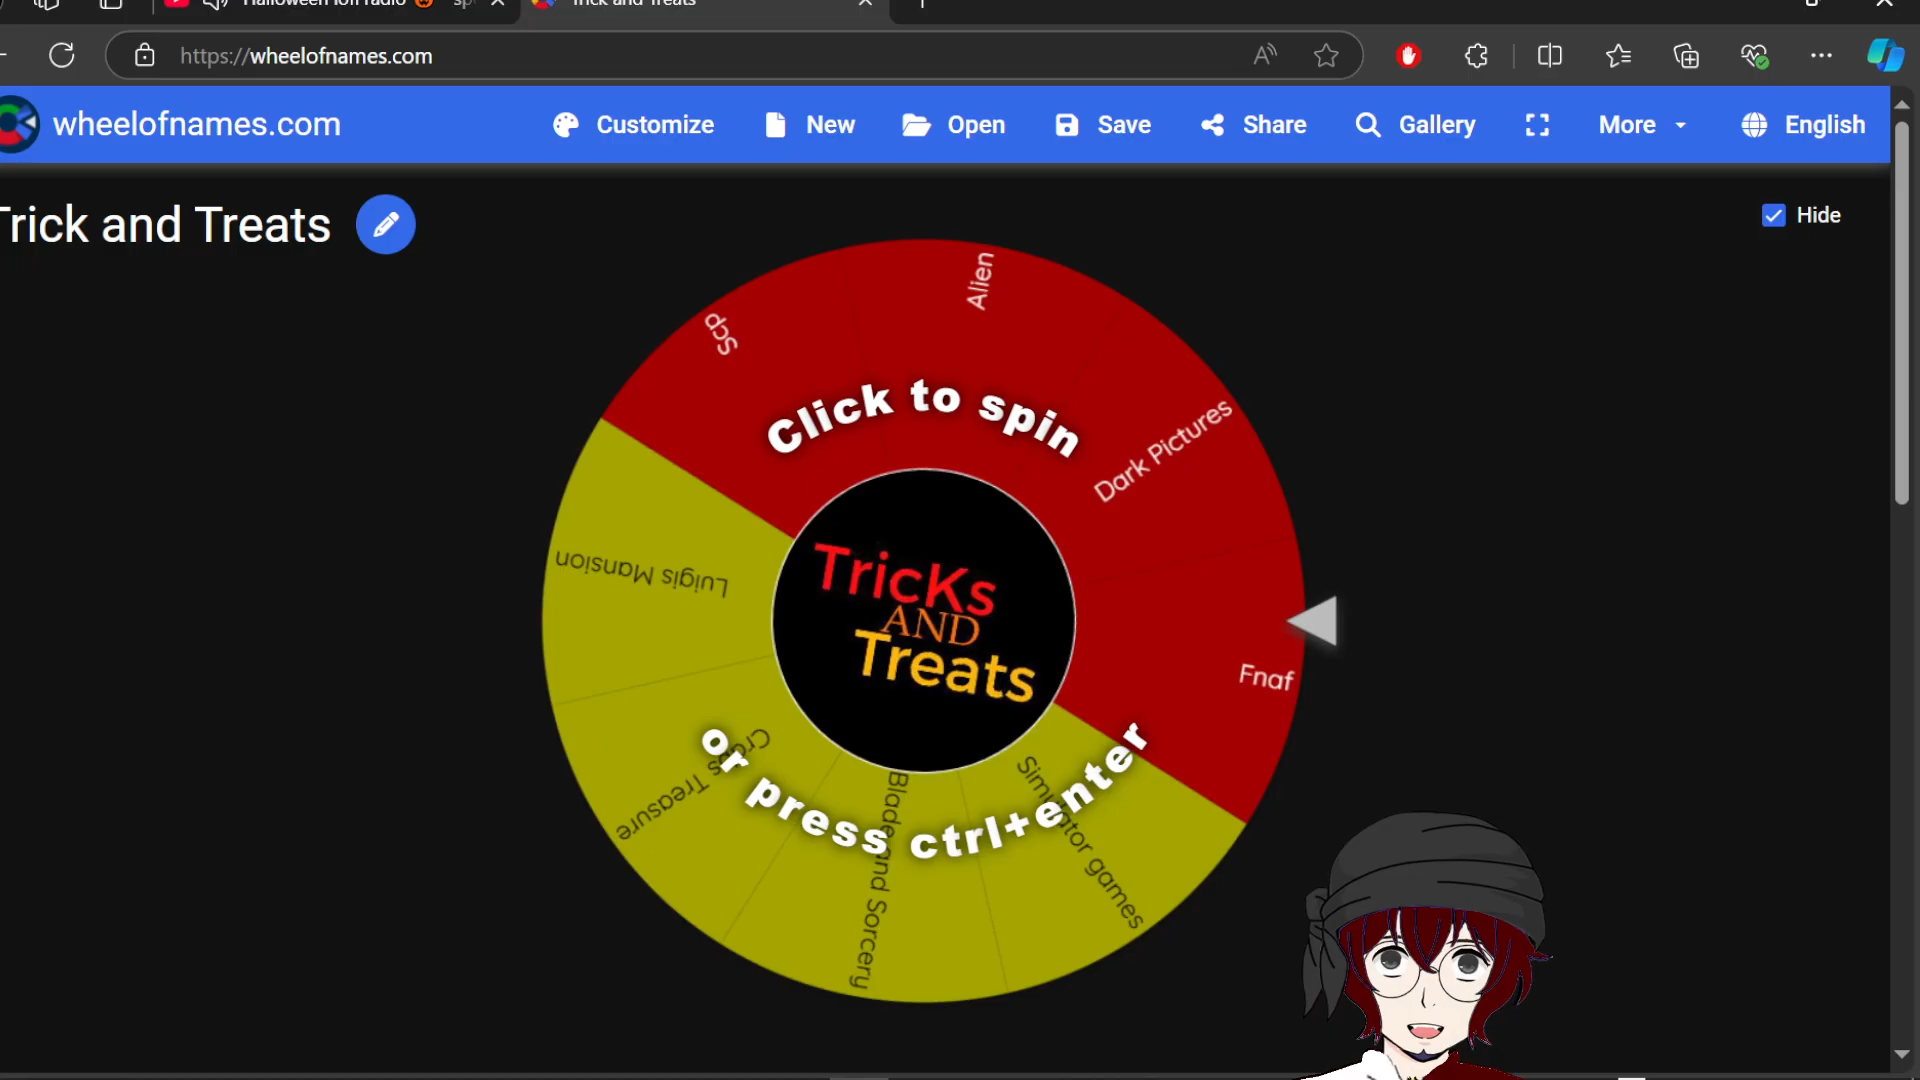 Halloween lofi radio 🎃 sp
Trick and Treats
https://wheelofnames.com
wheelofnames.com
Customize
New
Open
Save
Share
Gallery
More
English
Trick and Treats
Hide
Alien
Scp
Dark Pictures
Click to spin
Luigis Mansion
TricKs
AND
Treats
Fnaf
Treasure
Blade and Sorcery
Simulator games
or press ctrl+enter